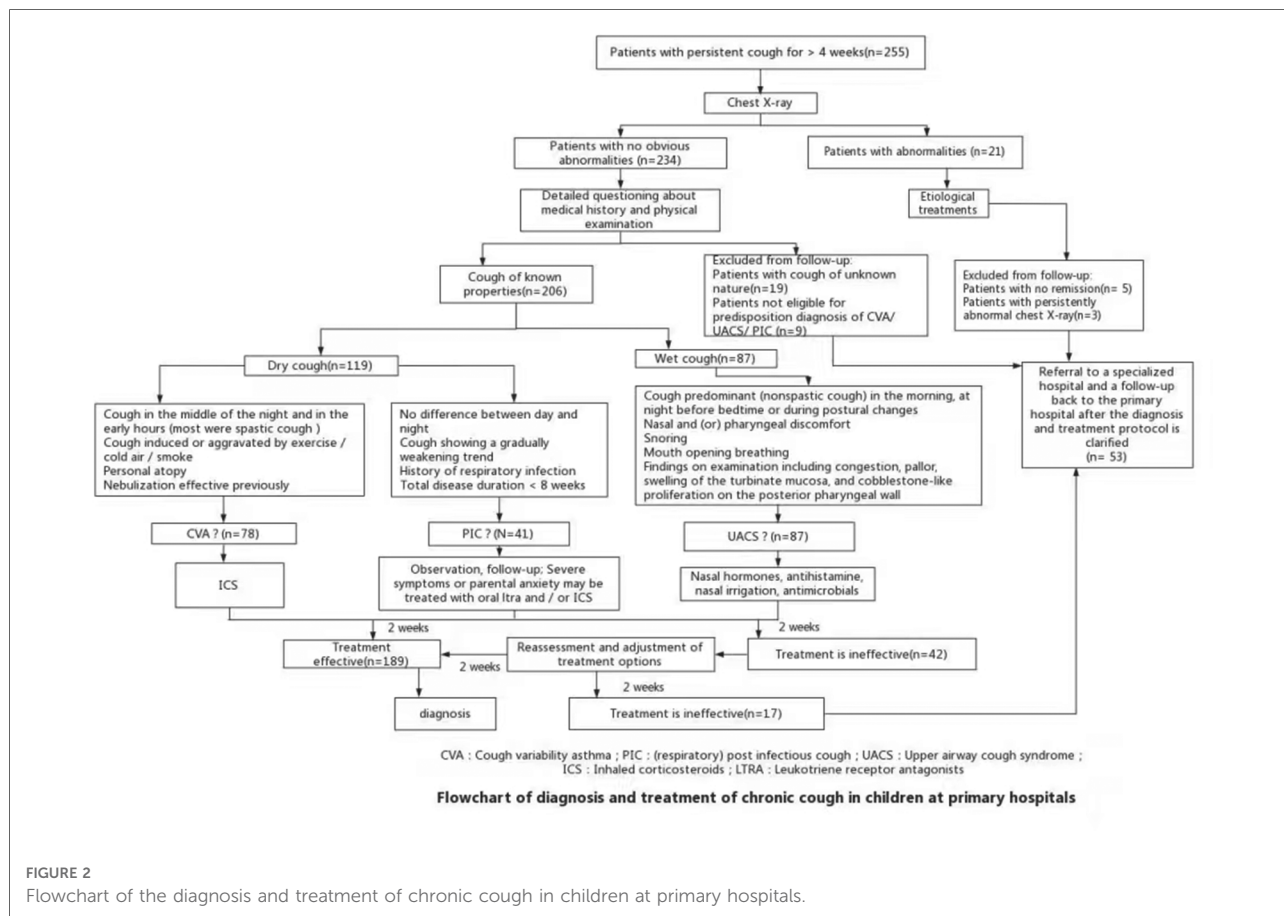 Patients with persistent cough for > 4 weeks(n=255)
Chest X-ray
Patients with no obvious
abnormalities (n=234)
Patients with abnormalities (n=21)
Detailed questioning about
medical history and physical
examination
Etiological
treatments
Cough of known
properties(n=206)
Excluded from follow-up:
Patients with cough of unknown
nature(n=19)
Patients not eligible for
predisposition diagnosis of CVA/
UACS/ PIC (n=9)
Excluded from follow-up:
Patients with no remission(n= 5)
Patients with persistently
abnormal chest X-ray(n=3)
Dry cough(n=119)
Wet cough(n=87)
Referral to a specialized
hospital and a follow-up
back to the primary
hospital after the diagnosis
and treatment protocol is
clarified
(n= 53)
Cough in the middle of the night and in the
early hours (most were spastic cough )
Cough induced or aggravated by exercise /
cold air / smoke
Personal atopy
Nebulization effective previously
No difference between day and
night
Cough showing a gradually
weakening trend
History of respiratory infection
Total disease duration < 8 weeks
Cough predominant (nonspastic cough) in the morning, at
night before bedtime or during postural changes
Nasal and (or) pharyngeal discomfort
Snoring
Mouth opening breathing
Findings on examination including congestion, pallor,
swelling of the turbinate mucosa, and cobblestone-like
proliferation on the posterior pharyngeal wall
CVA ? (n=78)
PIC ? (N=41)
UACS ? (n=87)
ICS
Observation, follow-up: Severe
symptoms or parental anxiety may be
treated with oral ltra and / or ICS
Nasal hormones, antihistamine,
nasal irrigation, antimicrobials
2 weeks
2 weeks
Treatment
effective(n=189)
2 weeks
Reassessment and adjustment of
treatment options
Treatment is ineffective(n=42)
2 weeks
diagnosis
Treatment is ineffective(n=17)
CVA : Cough variability asthma ; PIC : (respiratory) post infectious cough ; UACS : Upper airway cough syndrome ;
ICS : Inhaled corticosteroids ; LTRA : Leukotriene receptor antagonists
Flowchart of diagnosis and treatment of chronic cough in children at primary hospitals
FIGURE 2
Flowchart of the diagnosis and treatment of chronic cough in children at primary hospitals.